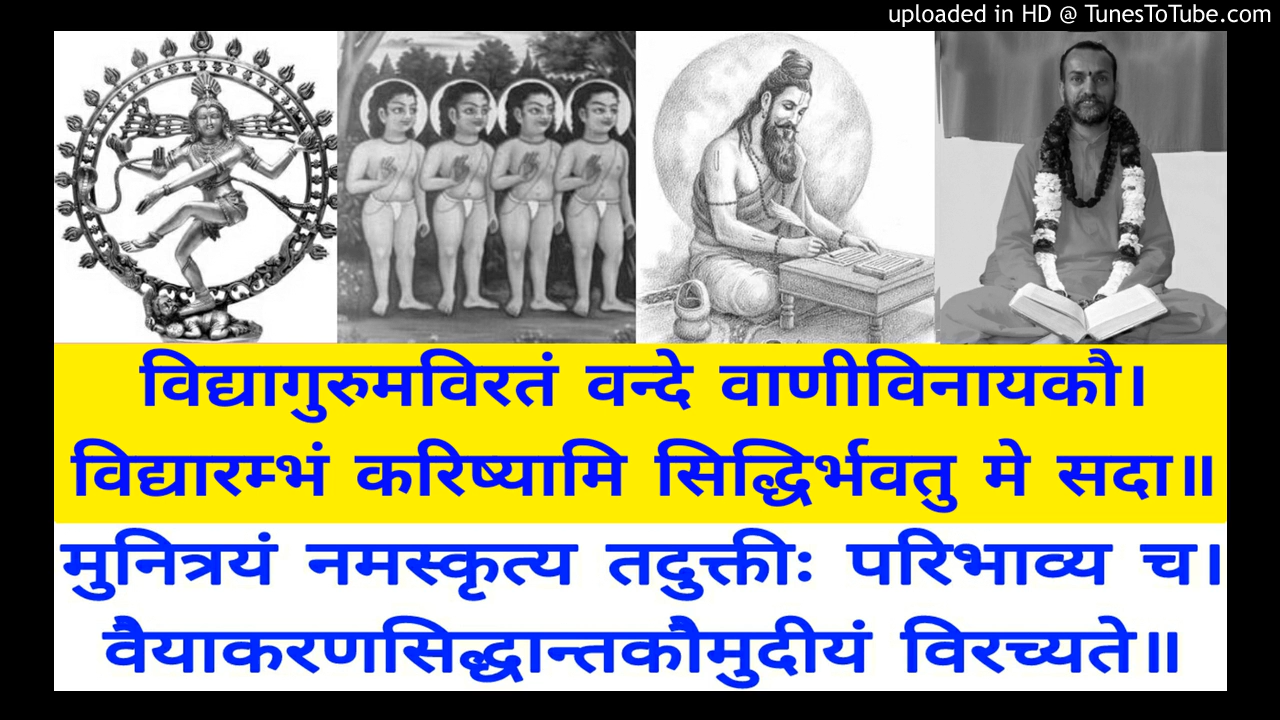 uploaded in HD @ TunesToTube.com
विद्यागुरुमविरतं वन्दे वाणीविनायकौ।
विद्यारम्भं करिष्यामि सिद्धिर्भवतु मे सदा॥
मुनित्रयं नमस्कृत्य तदुक्तीः परिभाव्य च।
वैयाकरणसिद्धान्तकौमुदीयं विरच्यते॥